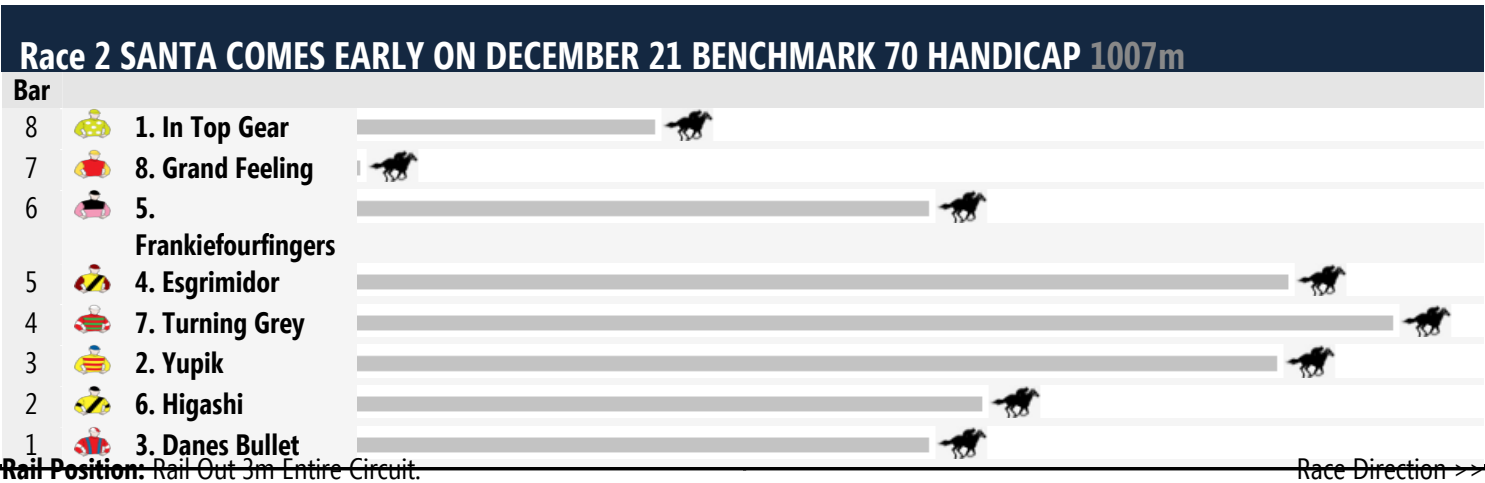 Race 2 SANTA COMES EARLY ON DECEMBER 21 BENCHMARK 70 HANDICAP 1007m
Bar
8 1. In Top Gear
7 8. Grand Feeling
6 5.
Frankiefourfingers
5 4. Esgrimidor
4 7. Turning Grey
3 2. Yupik
2 6. Higashi
1 3. Danes Bullet
Rail Position: Rail Out 3m Entire Circuit. Race Direction >>